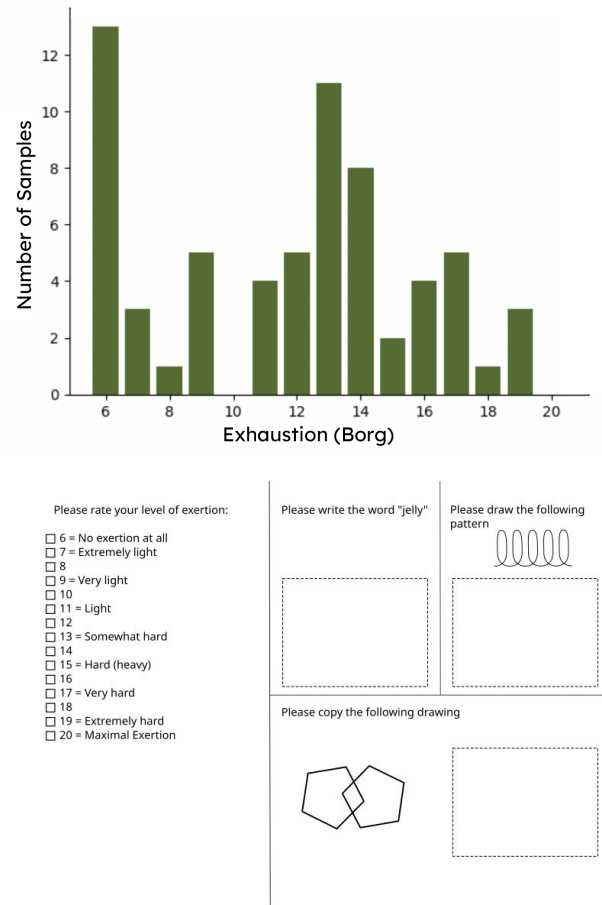 Number of Samples
12
10
8
6
4
2
0
6 8 10 12 14 16 18 20
Exhaustion (Borg)
Please rate your level of exertion:
6 = No exertion at all
7 = Extremely light
8
9 = Very light
10
11 = Light
12
13 = Somewhat hard
14
15 = Hard (heavy)
16
17 = Very hard
18
19 = Extremely hard
20 = Maximal Exertion
Please write the word "jelly"
Please draw the following
pattern
Please copy the following drawing